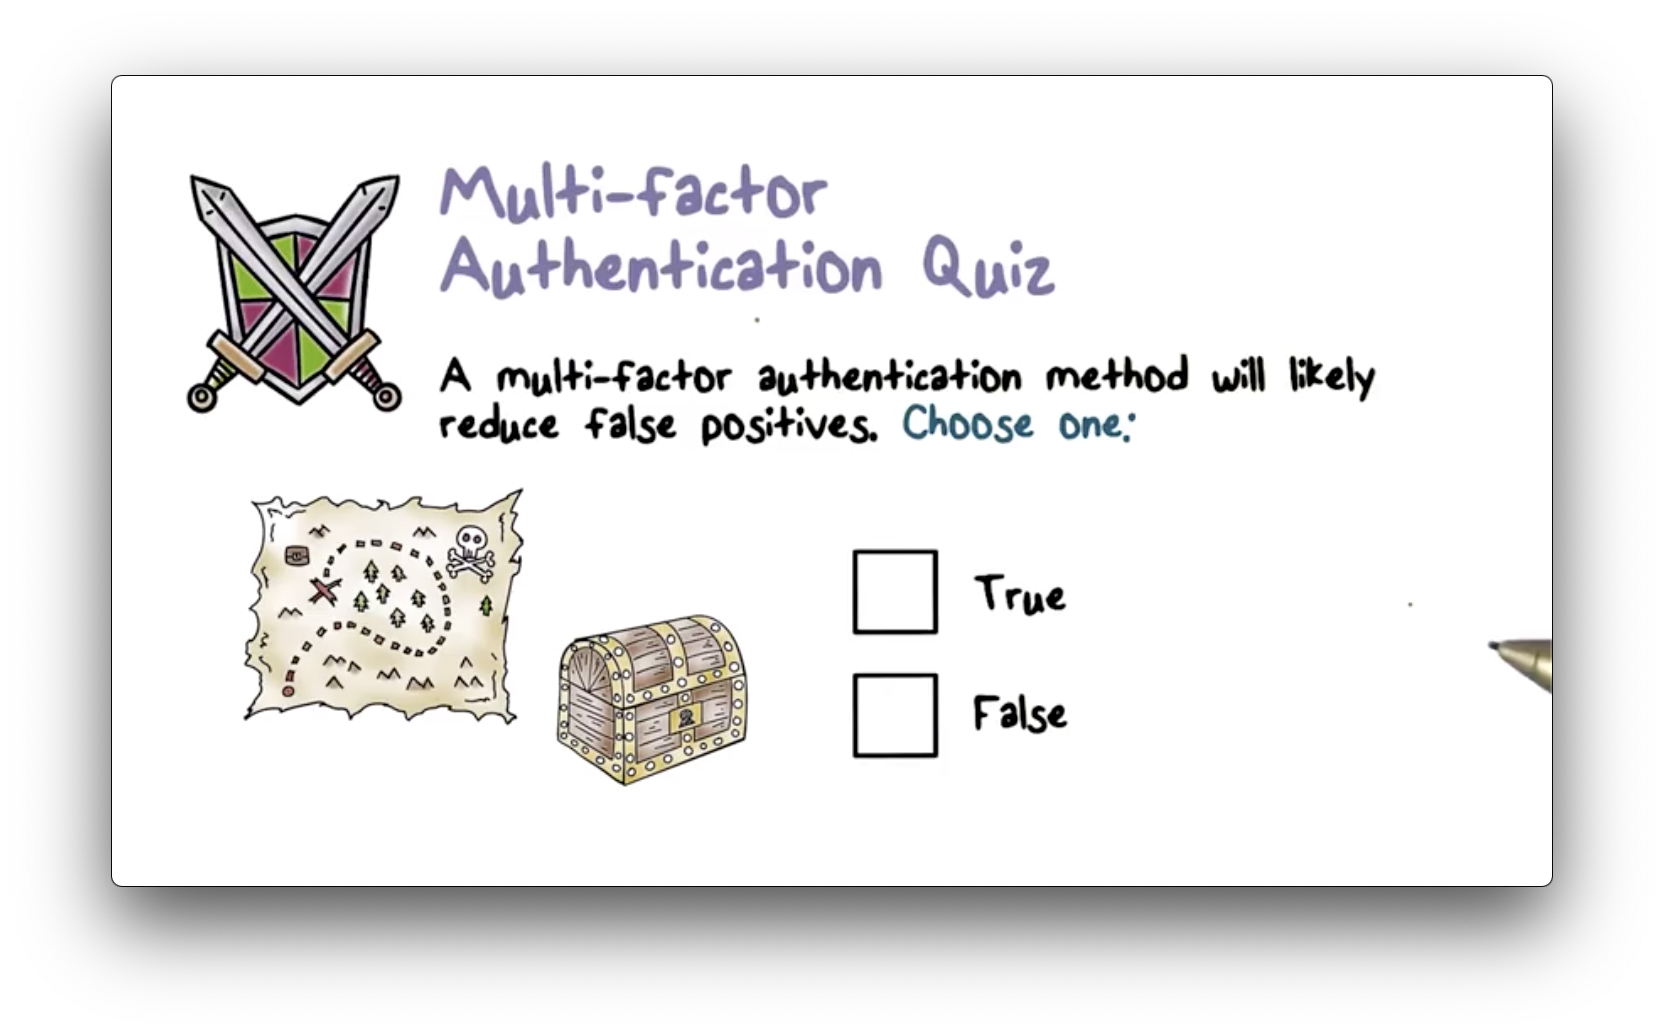 Multi-factor
Authentication Quiz
A multi-factor authentication method will likely
reduce false positives. Choose one:
True
False